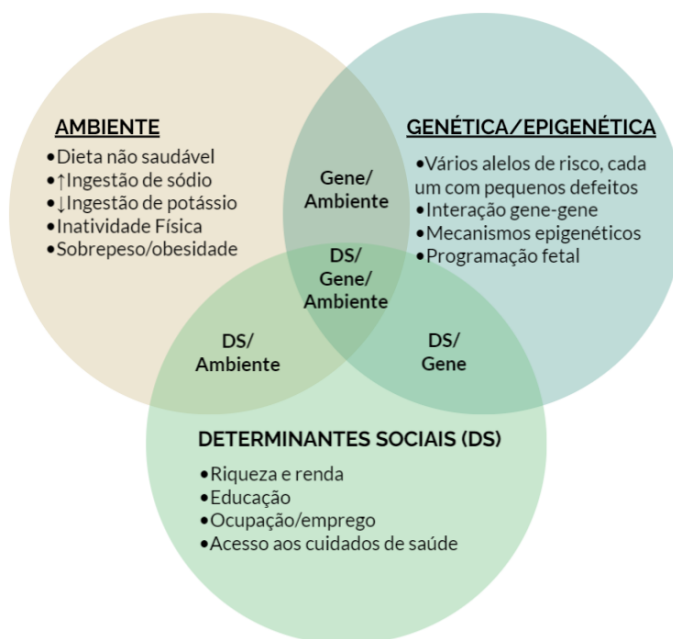 AMBIENTE
•Dieta não saudável
•↑Ingestão de sódio
•↓Ingestão de potássio
•Inatividade Física
•Sobrepeso/obesidade
GENÉTICA/EPIGENÉTICA
•Vários alelos de risco, cada
um com pequenos defeitos
•Interação gene-gene
•Mecanismos epigenéticos
•Programação fetal
Gene/
Ambiente
DS/
Gene/
Ambiente
DS/
Ambiente
DS/
Gene
DETERMINANTES SOCIAIS (DS)
•Riqueza e renda
•Educação
•Ocupação/emprego
•Acesso aos cuidados de saúde